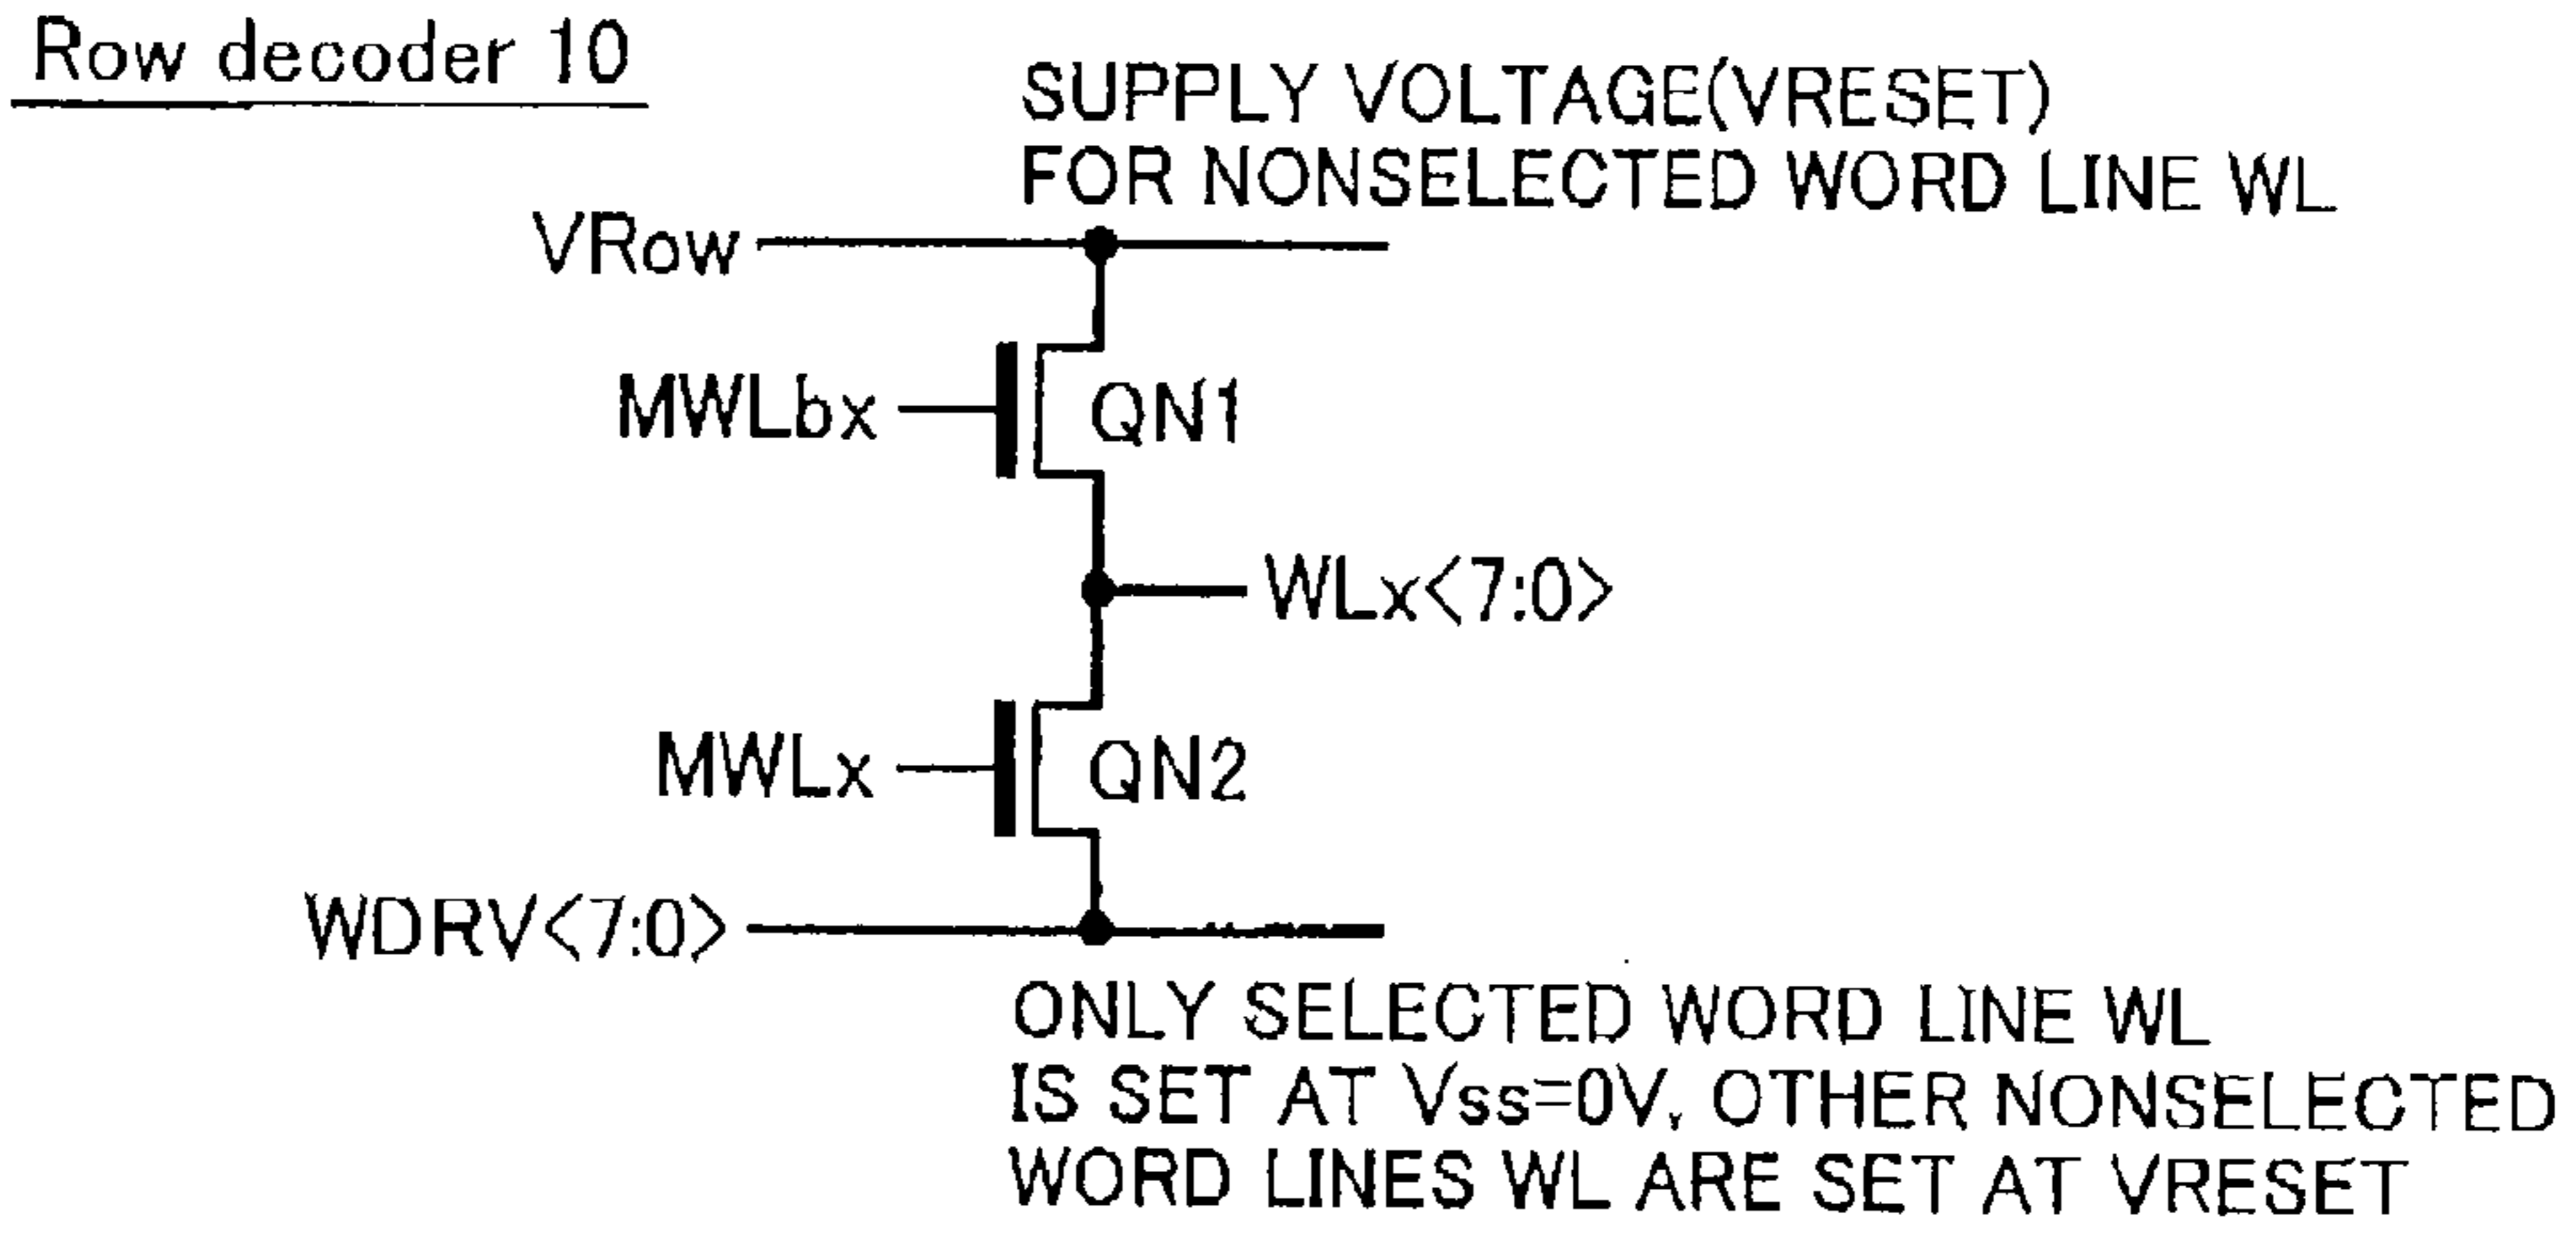 Row decoder 10
SUPPLY VOLTAGE(VRESET)
FOR NONSELECTED WORD LINE WL
VRow
MWLbx
QN1
WLx<7:0>
MWLx
QN2
WDRV<7:0>
ONLY SELECTED WORD LINE WL
IS SET AT Vss=0V, OTHER NONSELECTED
WORD LINES WL ARE SET AT VRESET